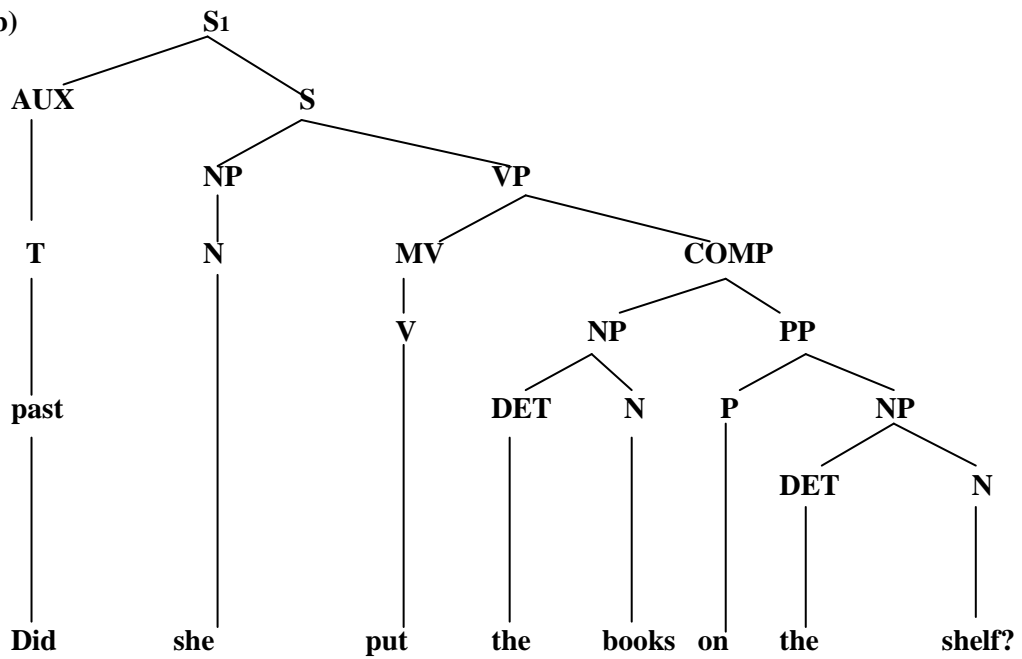 b)
S1
AUX S
NP VP
T N MV COMP
V NP PP
past DET N P NP
DET N
Did she put the books on the shelf?